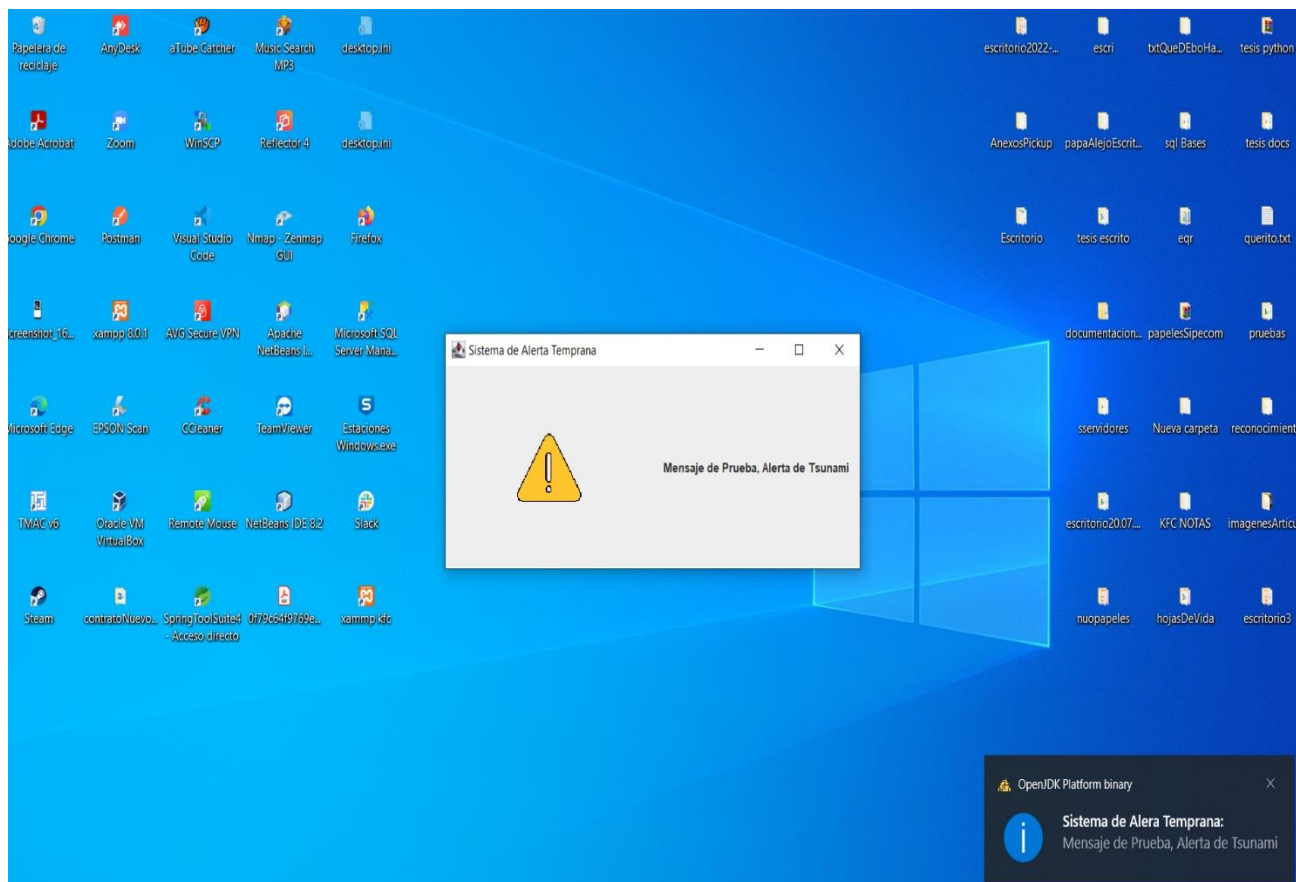 Papelera de
reciclaje
AnyDesk
aTube Catcher
Music Search
MP3
desktop.ini
escritorio2022-...
escri
txtQueDEboHa...
tesis python
Adobe Acrobat
Zoom
WinSCP
Reflector 4
desktop.ini
AnexosPickup
papaAlejoEscrit...
sql Bases
tesis docs
oogle Chrome
Postman
Visual Studio
Code
Nmap - Zenmap
GUI
Firefox
Escritorio
tesis escrito
eqr
querito.txt
creenshot_16...
xampp 8.0.1
AVG Secure VPN
Apache
NetBeans I...
Microsoft SQL
Server Mana...
documentacion...
papelesSipecom
pruebas
Sistema de Alerta Temprana
Mensaje de Prueba, Alerta de Tsunami
Microsoft Edge
EPSON Scan
CCleaner
TeamViewer
Estaciones
Windows.exe
sservidores
Nueva carpeta
reconocimient
TMAC v6
Oracle VM
VirtualBox
Remote Mouse
NetBeans IDE 8.2
Slack
escritorio20.07....
KFC NOTAS
imagenesArticu
Steam
contratoNuevo...
SpringToolSuite4
- Acceso directo
0f79c64f9769e...
xammp kfc
nuopapeles
hojasDeVida
escritorio3
OpenJDK Platform binary
Sistema de Alera Temprana:
Mensaje de Prueba, Alerta de Tsunami